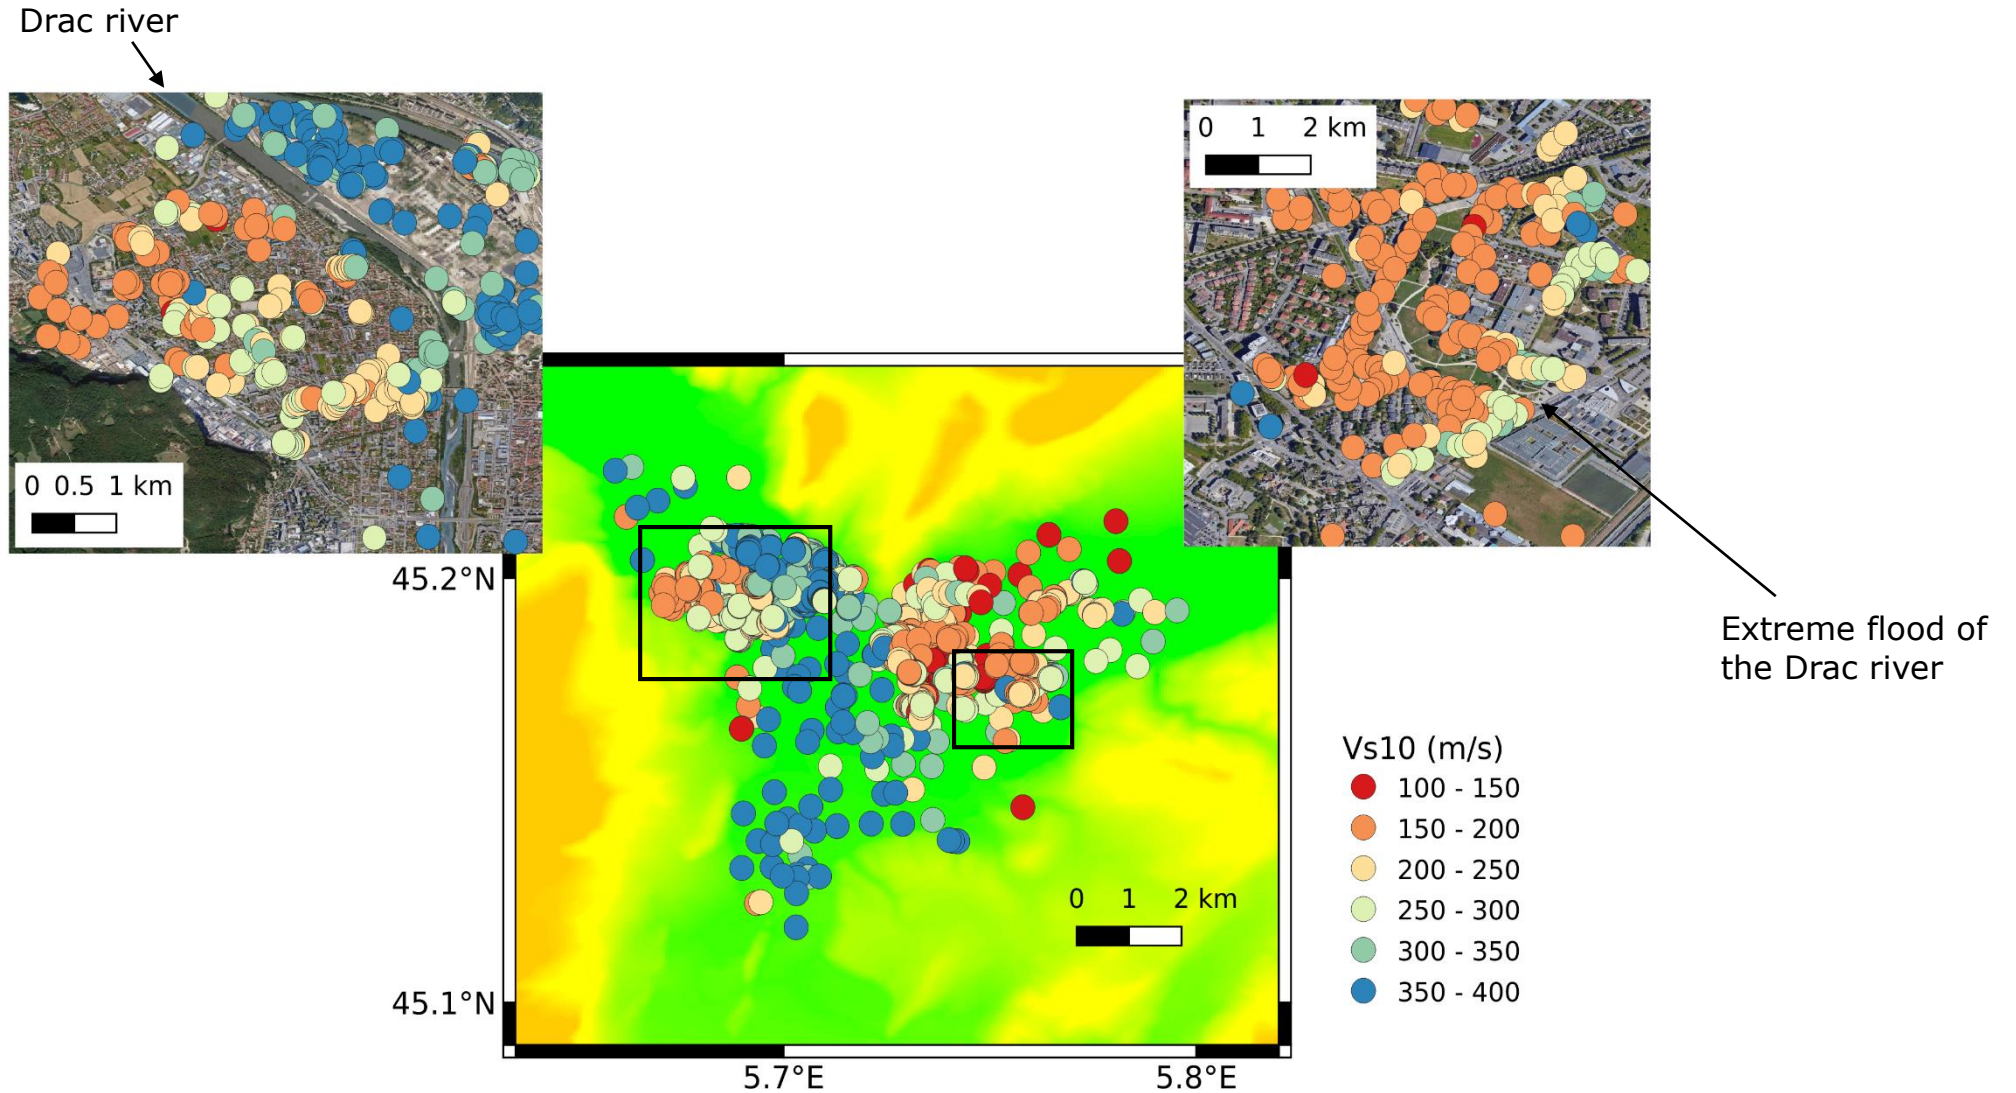 Drac river
0 1 2 km
0 0.5 1 km
45.2°N
Extreme flood of
the Drac river
Vs10 (m/s)
100 - 150
150 - 200
200 - 250
250 - 300
300 - 350
350 - 400
0 1 2 km
45.1°N
5.7°E
5.8°E